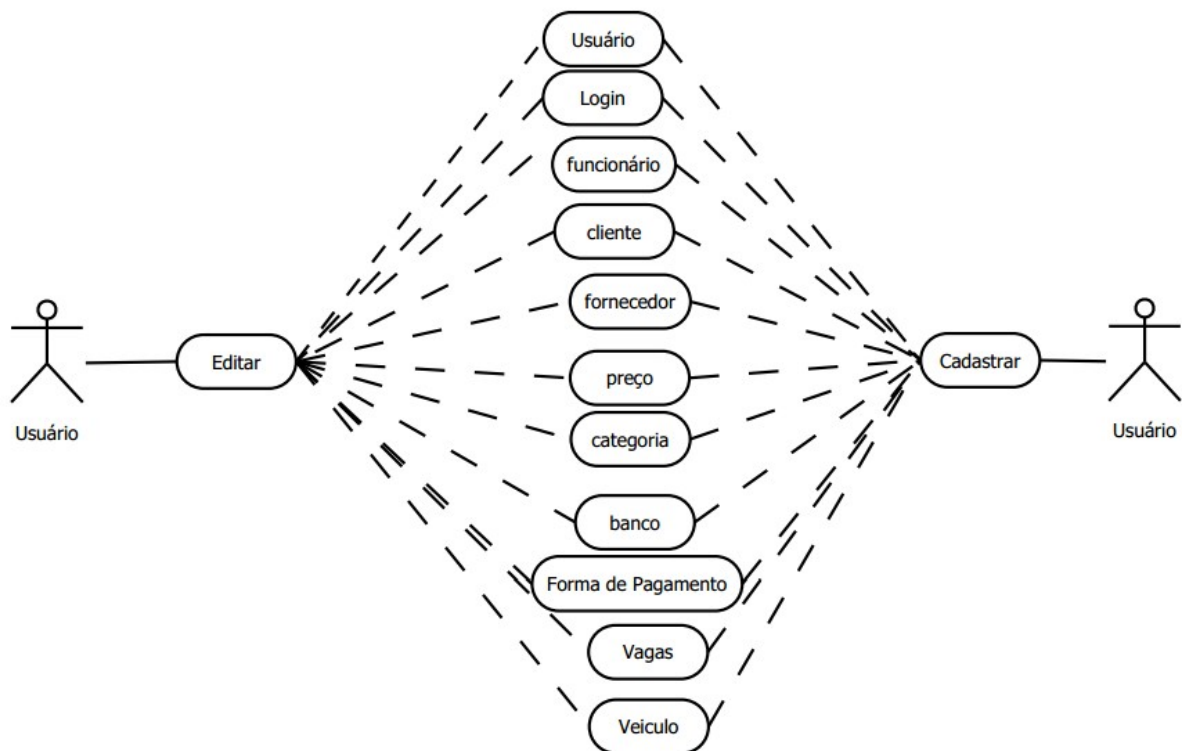 Usuário
Login
funcionário
cliente
fornecedor
Editar
Cadastrar
preço
Usuário
Usuário
categoria
banco
Forma de Pagamento
Vagas
Veiculo